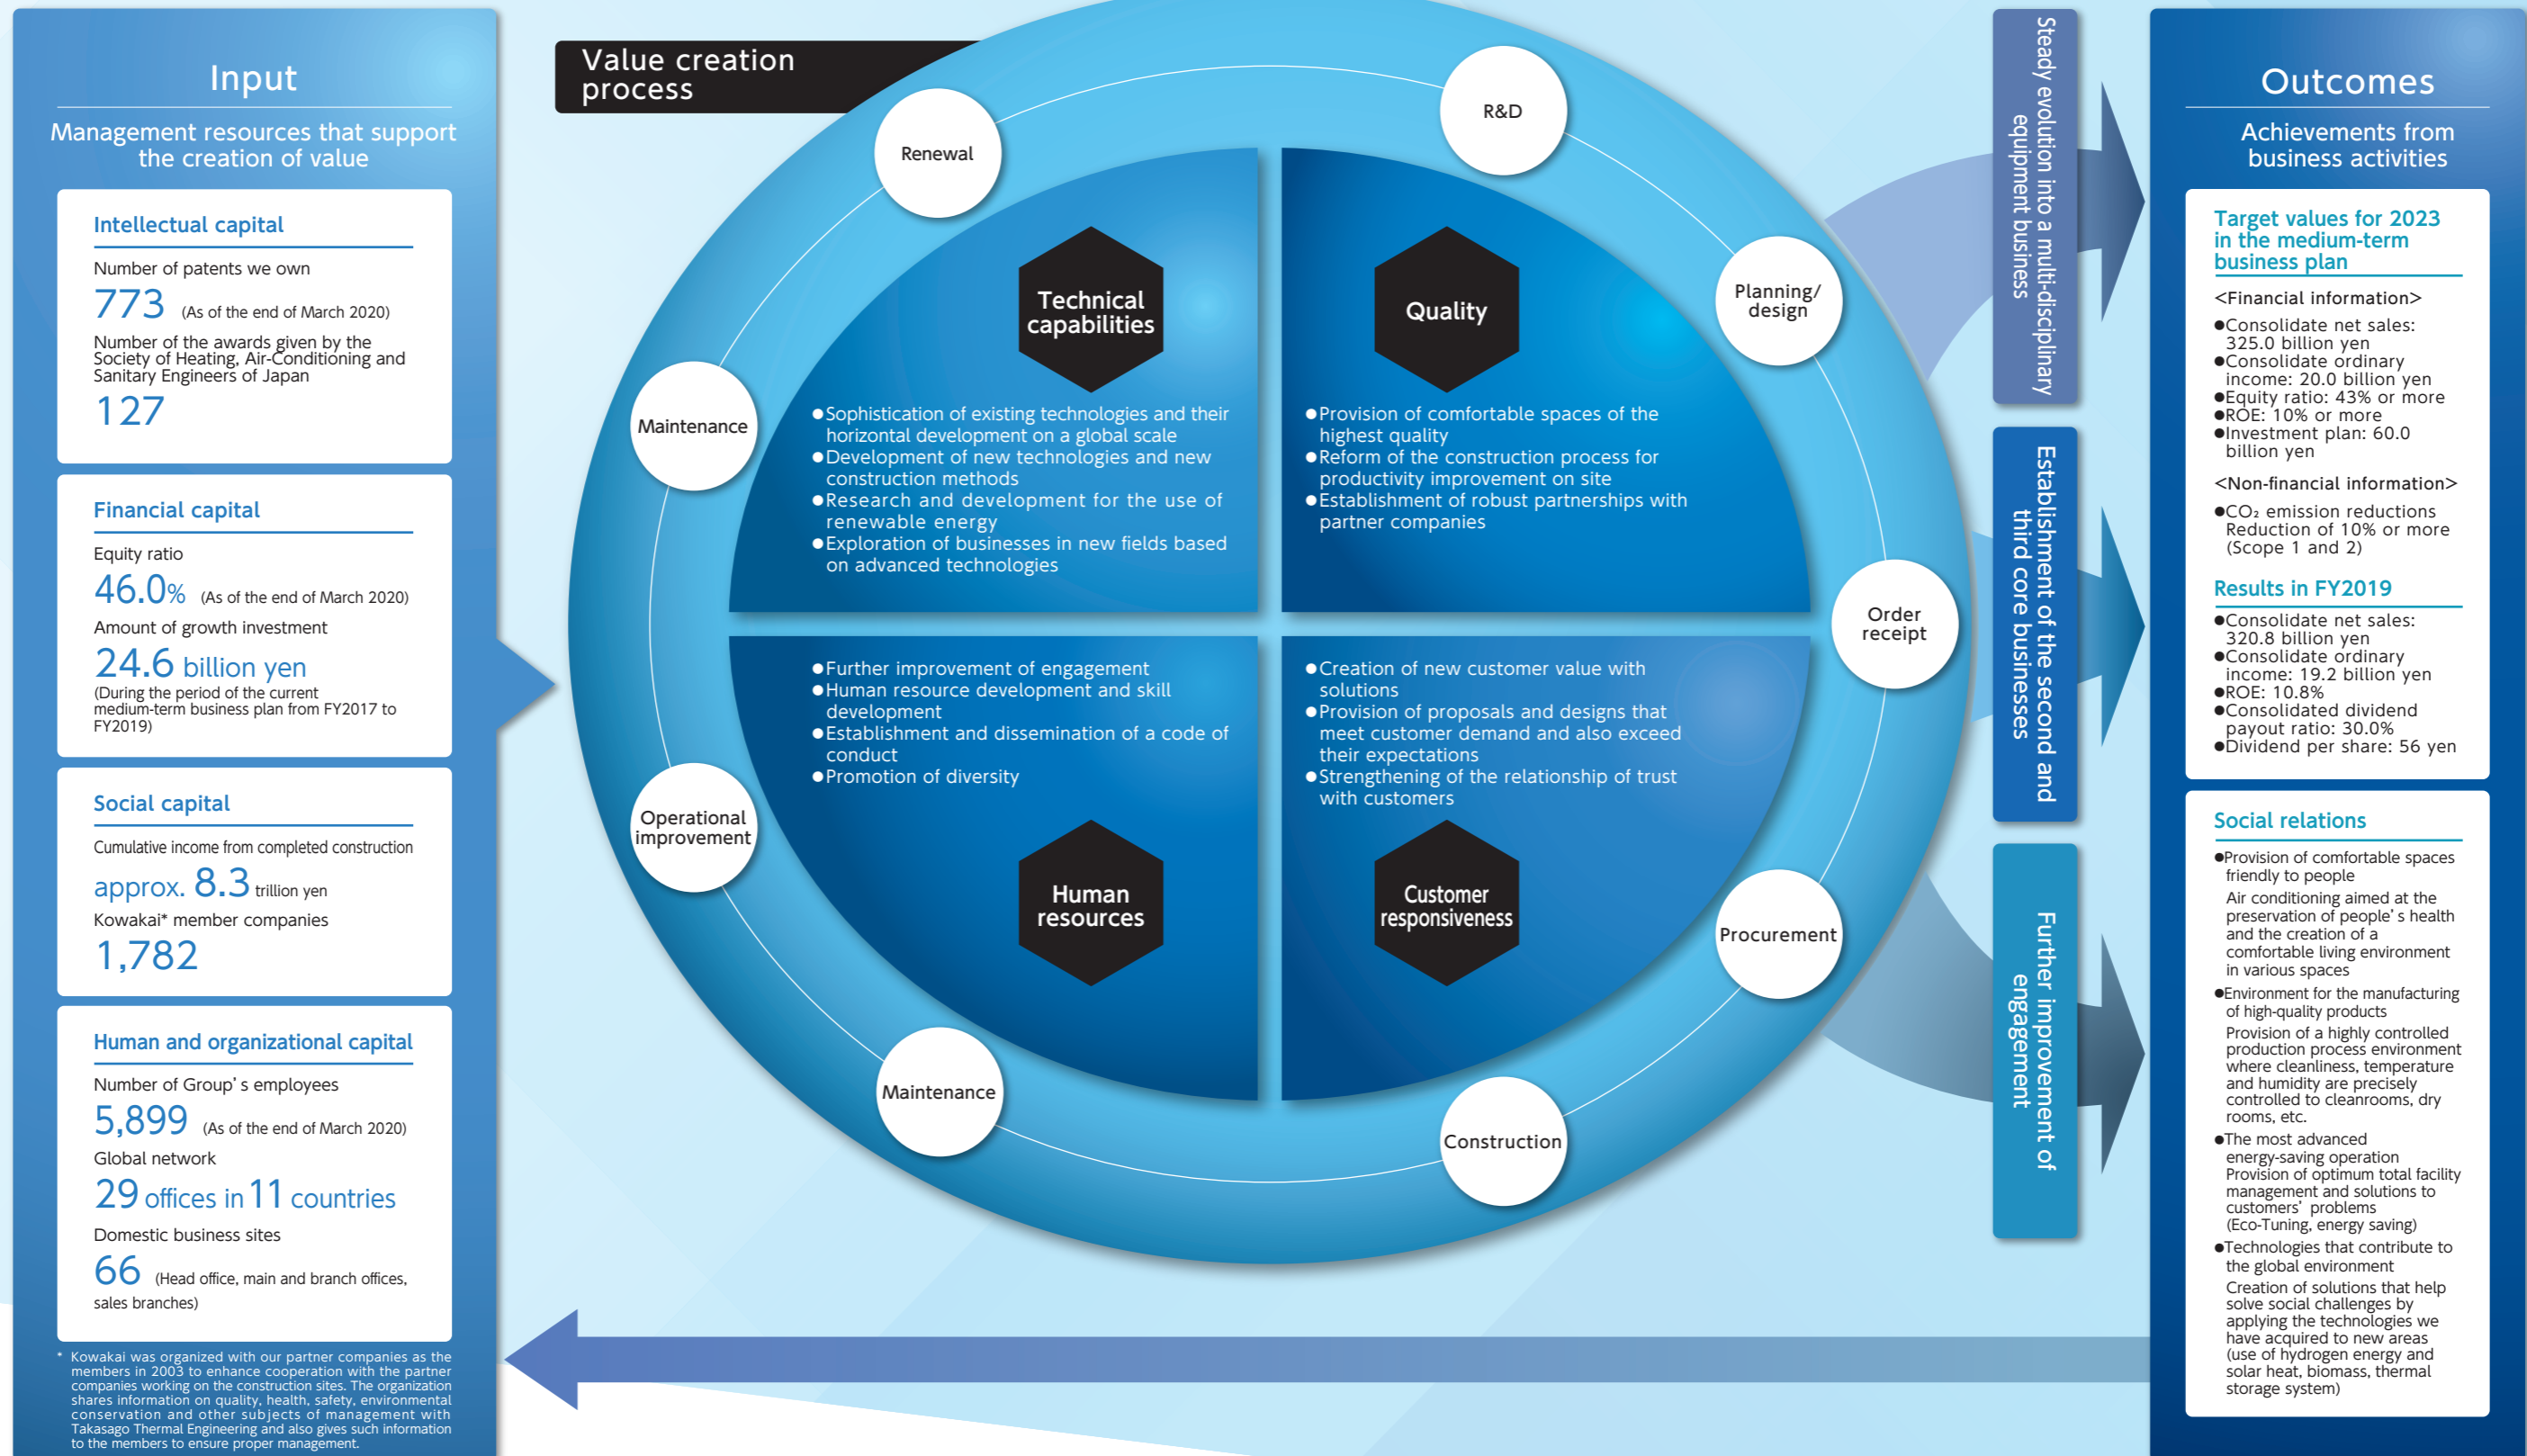 Input
Management resources that support
the creation of value
Intellectual capital
Number of patents we own
773 (As of the end of March 2020)
Number of the awards given by the
Society of Heating, Air-Conditioning and
Sanitary Engineers of Japan
127
Financial capital
Equity ratio
46.0% (As of the end of March 2020)
Amount of growth investment
24.6 billion yen
(During the period of the current
medium-term business plan from FY2017 to
FY2019)
Social capital
Cumulative income from completed construction
approx. 8.3 trillion yen
Kowakai* member companies
1,782
Human and organizational capital
Number of Group's employees
5,899 (As of the end of March 2020)
Global network
29 offices in 11 countries
Domestic business sites
66 (Head office, main and branch offices,
sales branches)
* Kowakai was organized with our partner companies as the
members in 2003 to enhance cooperation with the partner
companies working on the construction sites. The organization
shares information on quality, health, safety, environmental
conservation and other subjects of management with
Takasago Thermal Engineering and also gives such information
to the members to ensure proper management.
Value creation
process
R&D
Planning/
design
Order
receipt
Procurement
Construction
Maintenance
Operational
improvement
Maintenance
Renewal
Technical
capabilities
●Sophistication of existing technologies and their
horizontal development on a global scale
●Development of new technologies and new
construction methods
●Research and development for the use of
renewable energy
●Exploration of businesses in new fields based
on advanced technologies
Quality
●Provision of comfortable spaces of the
highest quality
●Reform of the construction process for
productivity improvement on site
●Establishment of robust partnerships with
partner companies
●Further improvement of engagement
●Human resource development and skill
development
●Establishment and dissemination of a code of
conduct
●Promotion of diversity
Human
resources
●Creation of new customer value with
solutions
●Provision of proposals and designs that
meet customer demand and also exceed
their expectations
●Strengthening of the relationship of trust
with customers
Customer
responsiveness
Steady evolution into a multi-disciplinary
equipment business
Establishment of the second and
third core businesses
Further improvement of
engagement
Outcomes
Achievements from
business activities
Target values for 2023
in the medium-term
business plan
<Financial information>
●Consolidate net sales:
325.0 billion yen
●Consolidate ordinary
income: 20.0 billion yen
●Equity ratio: 43% or more
●ROE: 10% or more
●Investment plan: 60.0
billion yen
<Non-financial information>
●CO₂ emission reductions
Reduction of 10% or more
(Scope 1 and 2)
Results in FY2019
●Consolidate net sales:
320.8 billion yen
●Consolidate ordinary
income: 19.2 billion yen
●ROE: 10.8%
●Consolidated dividend
payout ratio: 30.0%
●Dividend per share: 56 yen
Social relations
●Provision of comfortable spaces
friendly to people
Air conditioning aimed at the
preservation of people's health
and the creation of a
comfortable living environment
in various spaces
●Environment for the manufacturing
of high-quality products
Provision of a highly controlled
production process environment
where cleanliness, temperature
and humidity are precisely
controlled to cleanrooms, dry
rooms, etc.
●The most advanced
energy-saving operation
Provision of optimum total facility
management and solutions to
customers' problems
(Eco-Tuning, energy saving)
●Technologies that contribute to
the global environment
Creation of solutions that help
solve social challenges by
applying the technologies we
have acquired to new areas
(use of hydrogen energy and
solar heat, biomass, thermal
storage system)